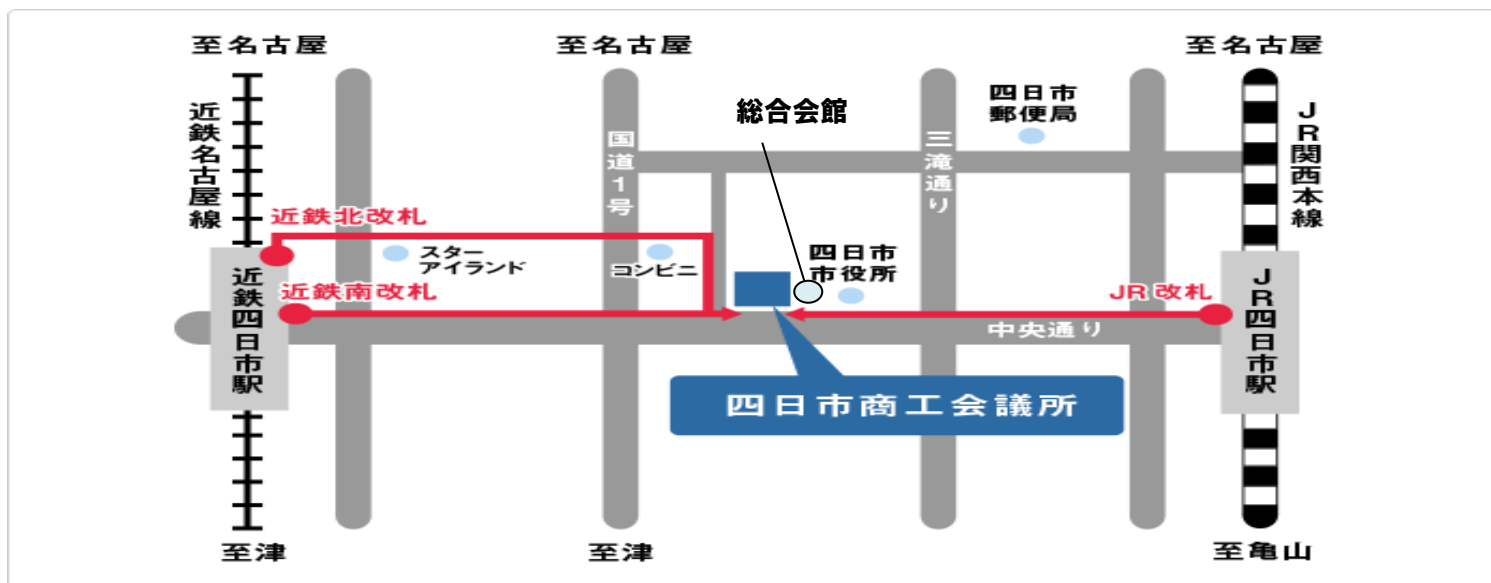 至名古屋
至名古屋
至名古屋
近鉄名古屋線
国道1号
総合会館
三滝通り
四日市
郵便局
JR関西本線
近鉄北改札
スター
アイランド
コンビニ
四日市
市役所
近鉄南改札
JR 改札
近鉄四日市駅
中央通り
JR四日市駅
四日市商工会議所
至津
至津
至亀山